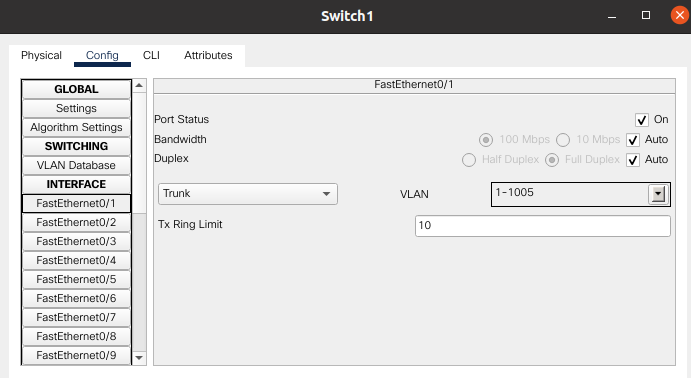 Switch1
Physical Config CLI Attributes
GLOBAL
Settings
Algorithm Settings
SWITCHING
VLAN Database
INTERFACE
FastEthernet0/1
FastEthernet0/2
FastEthernet0/3
FastEthernet0/4
FastEthernet0/5
FastEthernet0/6
FastEthernet0/7
FastEthernet0/8
FastEthernet0/9
FastEthernet0/1
Port Status On
Bandwidth 100 Mbps 10 Mbps Auto
Duplex Half Duplex Full Duplex Auto
Trunk VLAN 1-1005
Tx Ring Limit 10